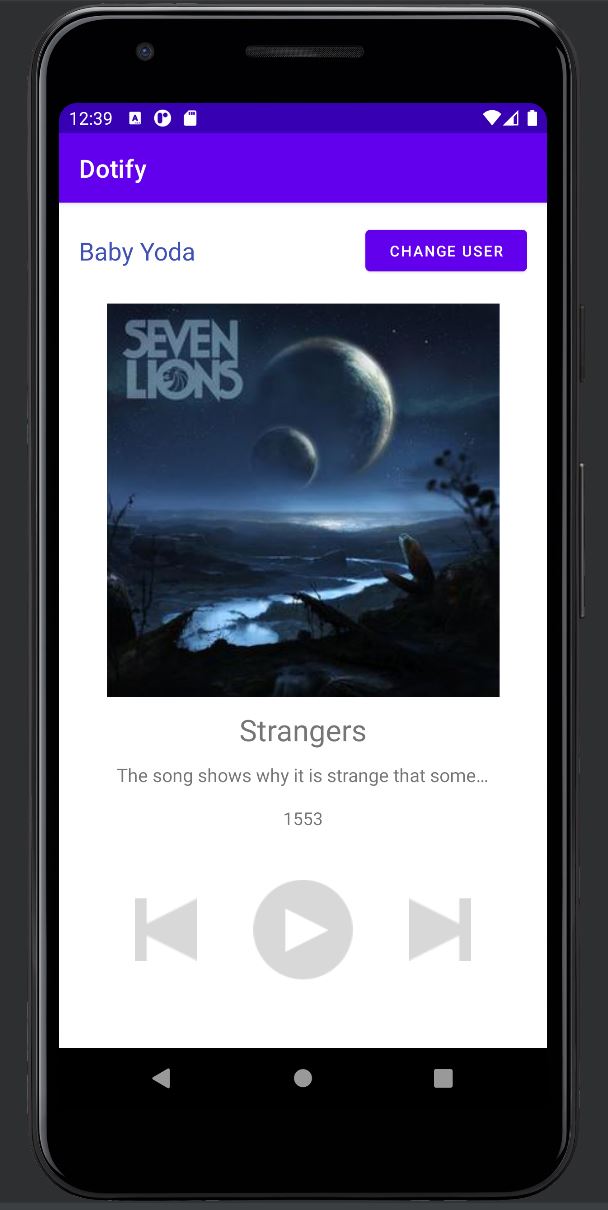 12:39
Dotify
Baby Yoda
CHANGE USER
SEVEN
LIONS
Strangers
The song shows why it is strange that some…
1553